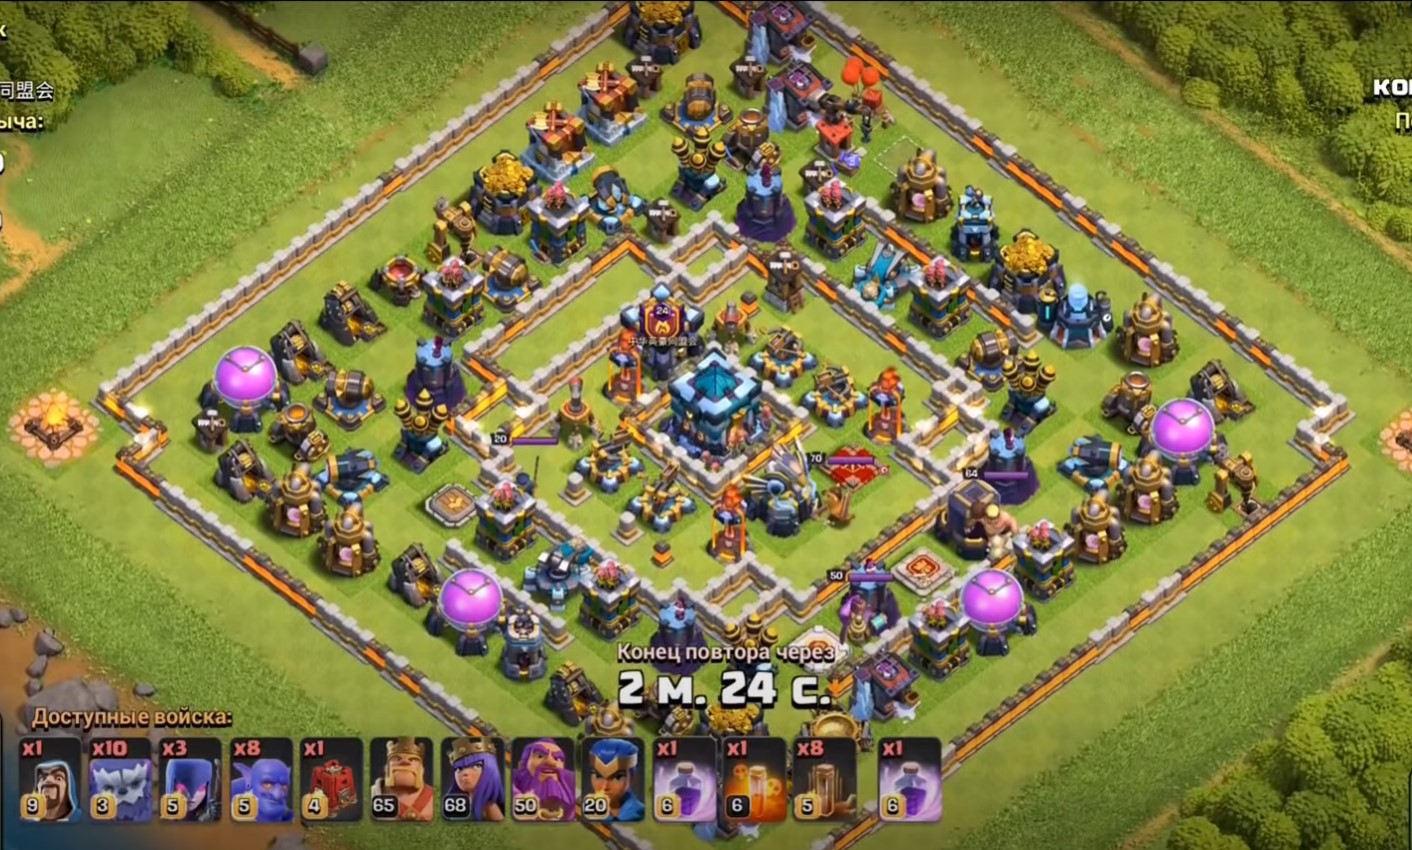 к
同盟会
ыча:
КО
П
24
中华英豪同盟会
20
70
64
50
Конец повтора через
2 м. 24 с.
Доступные войска:
x1 x10 x3 x8 x1 x1 x1 x8 x1
9 3 5 5 4 65 68 50 20 6 6 5 6